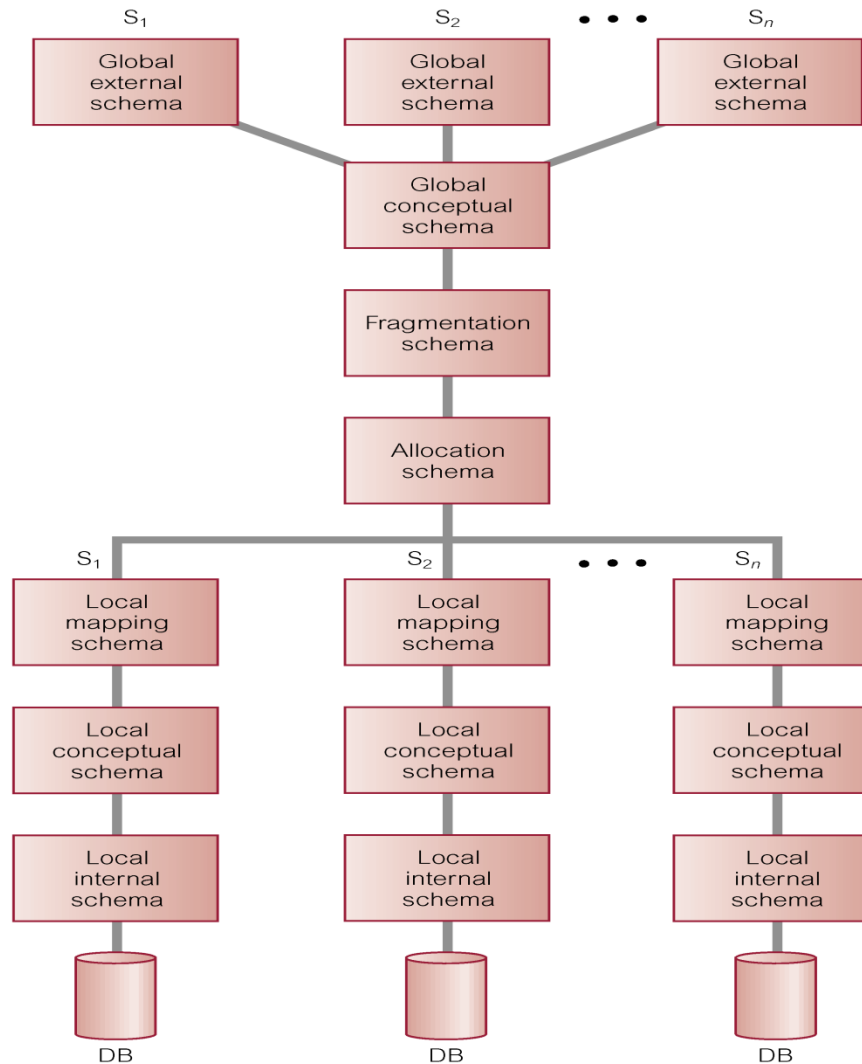 S1
S2
• • •
Sn
Global
external
schema
Global
external
schema
Global
external
schema
Global
conceptual
schema
Fragmentation
schema
Allocation
schema
S1
S2
• • •
Sn
Local
mapping
schema
Local
mapping
schema
Local
mapping
schema
Local
conceptual
schema
Local
conceptual
schema
Local
conceptual
schema
Local
internal
schema
Local
internal
schema
Local
internal
schema
DB
DB
DB